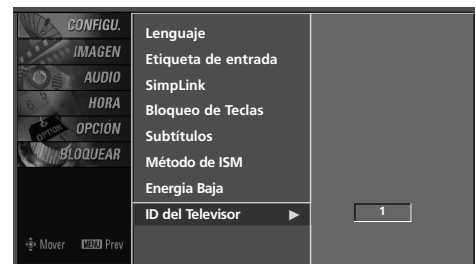 CONFIGU.
IMAGEN
AUDIO
HORA
OPCIÓN
BLOQUEAR
Mover MENU Prev
Lenguaje
Etiqueta de entrada
SimpLink
Bloqueo de Teclas
Subtítulos
Método de ISM
Energia Baja
ID del Televisor ►
1